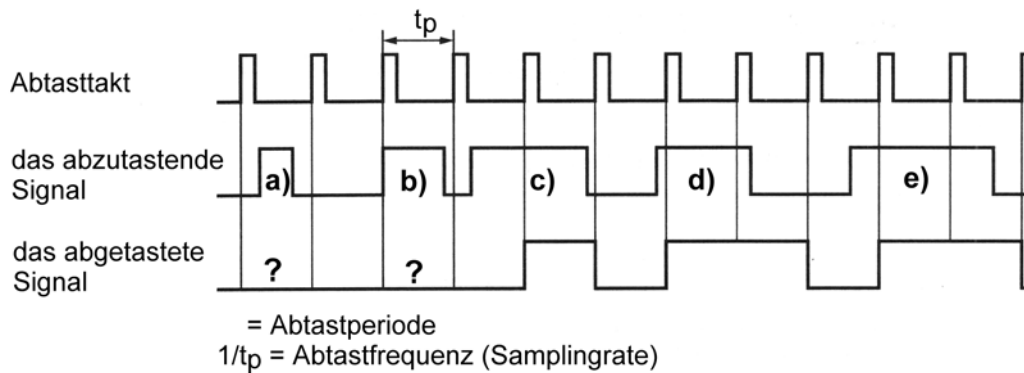 tp
Abtasttakt
das abzutastende
Signal
a)
b)
c)
d)
e)
das abgetastete
Signal
?
?
= Abtastperiode
1/tp = Abtastfrequenz (Samplingrate)